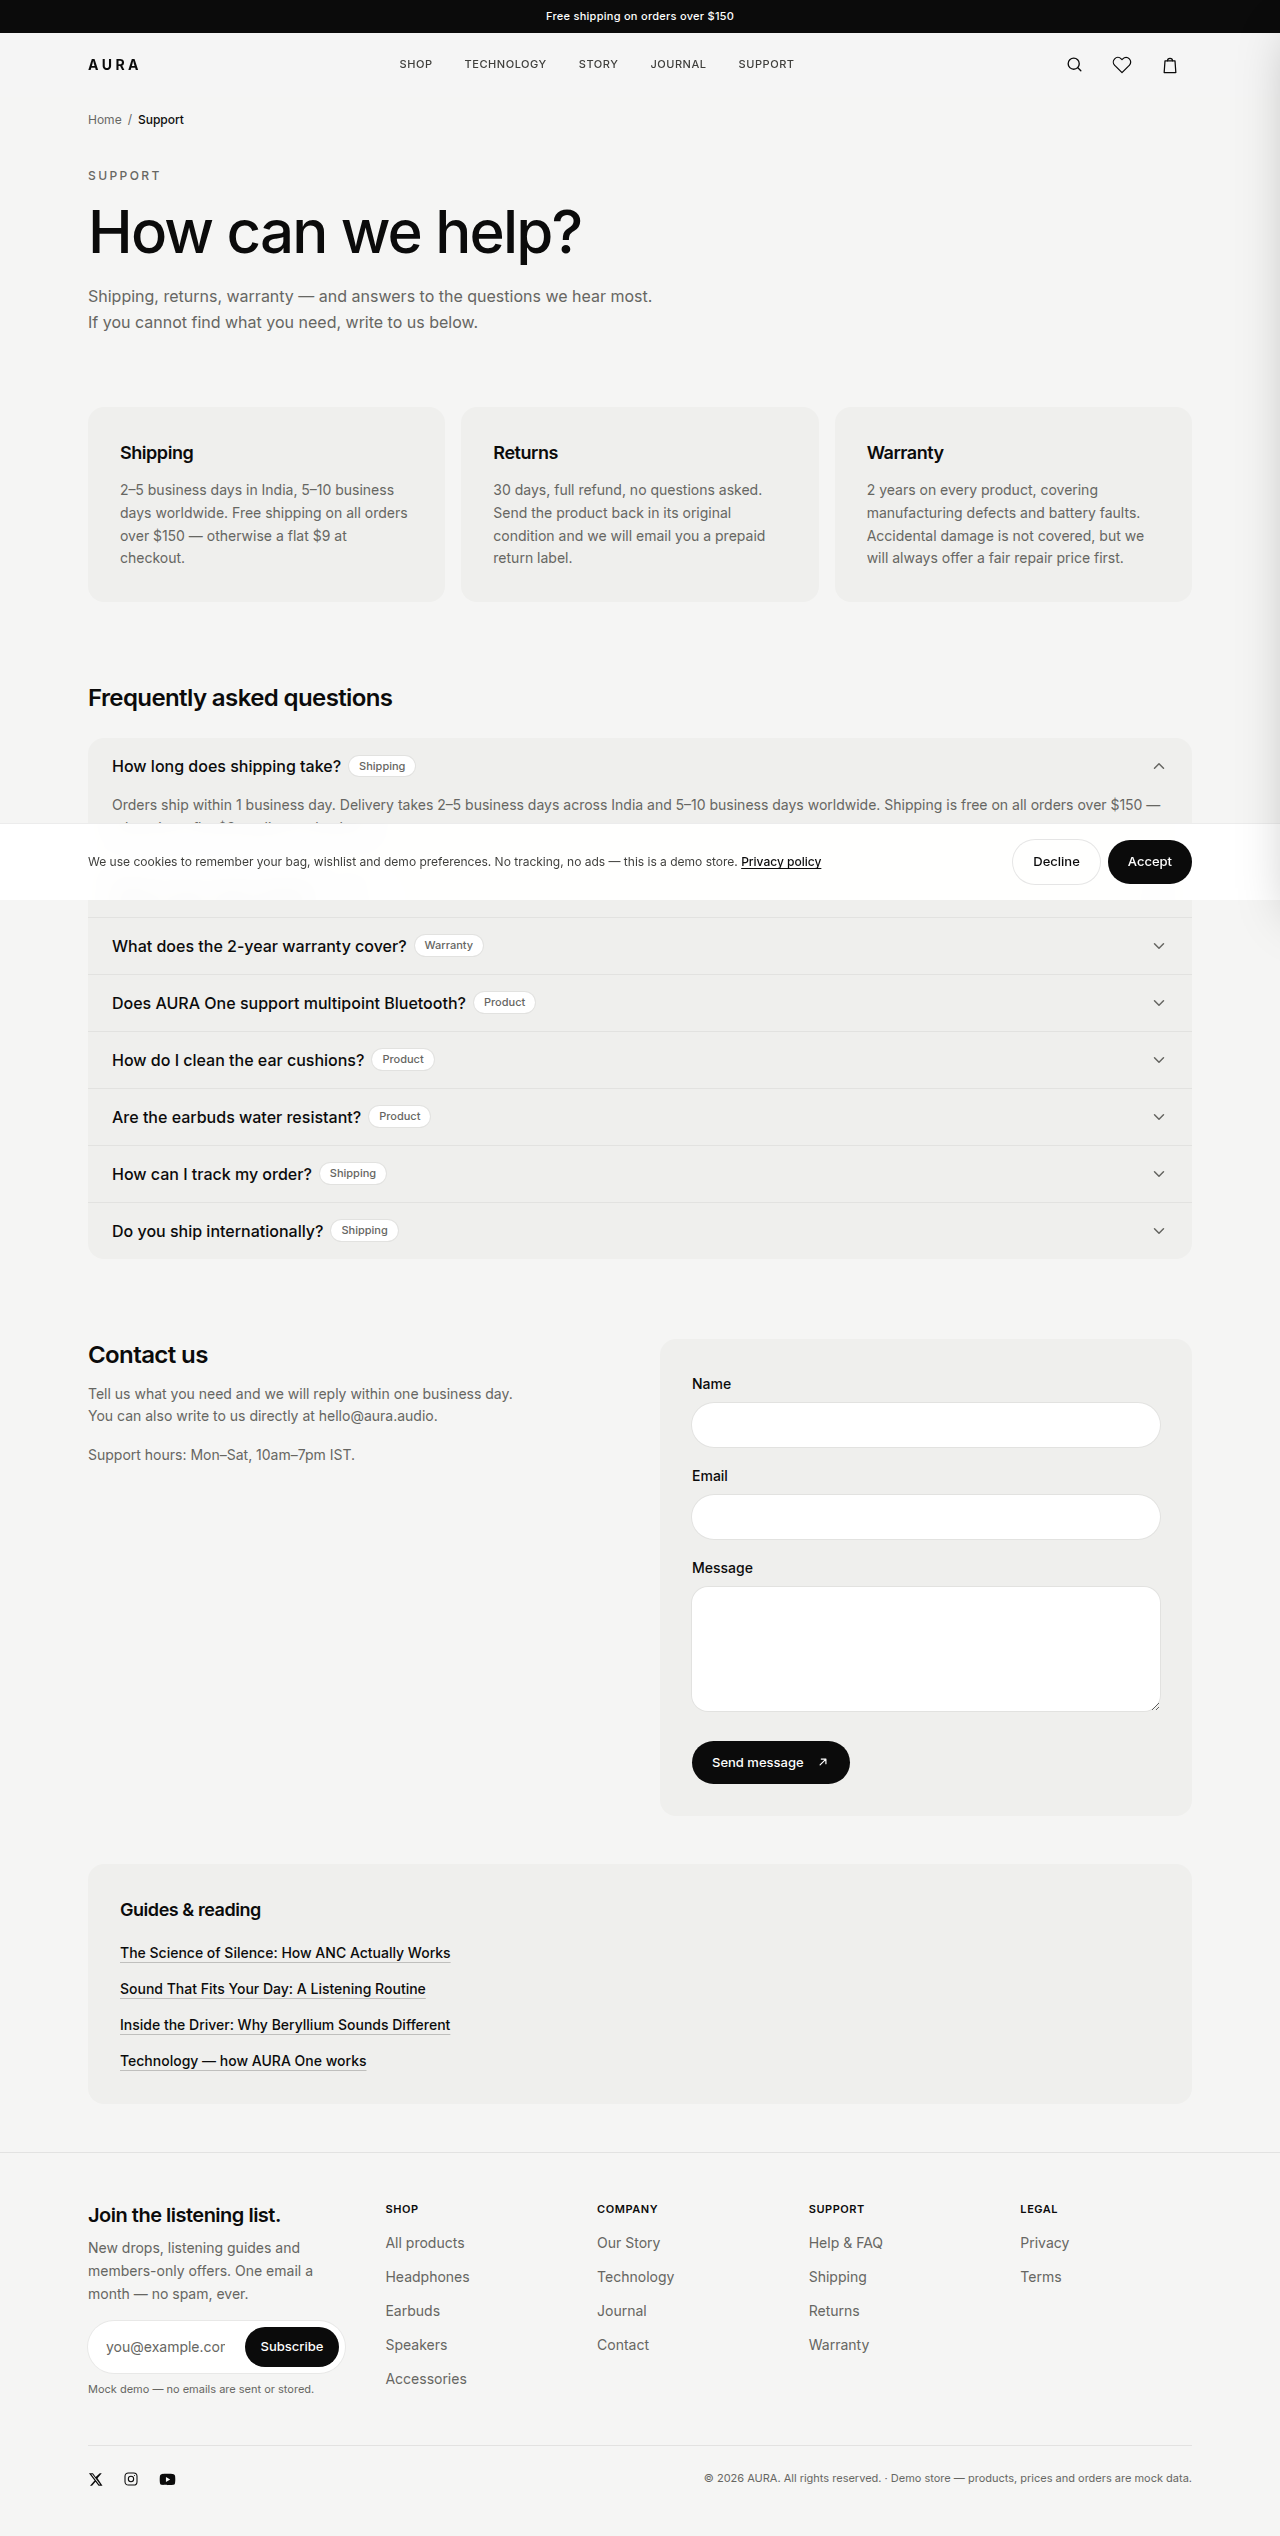 Free shipping on orders over $150
AURA
SHOP TECHNOLOGY STORY JOURNAL SUPPORT
Home / Support
SUPPORT
How can we help?
Shipping, returns, warranty — and answers to the questions we hear most.
If you cannot find what you need, write to us below.
Shipping
2–5 business days in India, 5–10 business
days worldwide. Free shipping on all orders
over $150 — otherwise a flat $9 at
checkout.
Returns
30 days, full refund, no questions asked.
Send the product back in its original
condition and we will email you a prepaid
return label.
Warranty
2 years on every product, covering
manufacturing defects and battery faults.
Accidental damage is not covered, but we
will always offer a fair repair price first.
Frequently asked questions
How long does shipping take? Shipping
Orders ship within 1 business day. Delivery takes 2–5 business days across India and 5–10 business days worldwide. Shipping is free on all orders over $150 —
We use cookies to remember your bag, wishlist and demo preferences. No tracking, no ads — this is a demo store. Privacy policy
Decline
Accept
What does the 2-year warranty cover? Warranty
Does AURA One support multipoint Bluetooth? Product
How do I clean the ear cushions? Product
Are the earbuds water resistant? Product
How can I track my order? Shipping
Do you ship internationally? Shipping
Contact us
Tell us what you need and we will reply within one business day.
You can also write to us directly at hello@aura.audio.
Support hours: Mon–Sat, 10am–7pm IST.
Name
Email
Message
Send message
Guides & reading
The Science of Silence: How ANC Actually Works
Sound That Fits Your Day: A Listening Routine
Inside the Driver: Why Beryllium Sounds Different
Technology — how AURA One works
Join the listening list.
New drops, listening guides and
members-only offers. One email a
month — no spam, ever.
you@example.cor
Subscribe
Mock demo — no emails are sent or stored.
SHOP
All products
Headphones
Earbuds
Speakers
Accessories
COMPANY
Our Story
Technology
Journal
Contact
SUPPORT
Help & FAQ
Shipping
Returns
Warranty
LEGAL
Privacy
Terms
© 2026 AURA. All rights reserved. · Demo store — products, prices and orders are mock data.